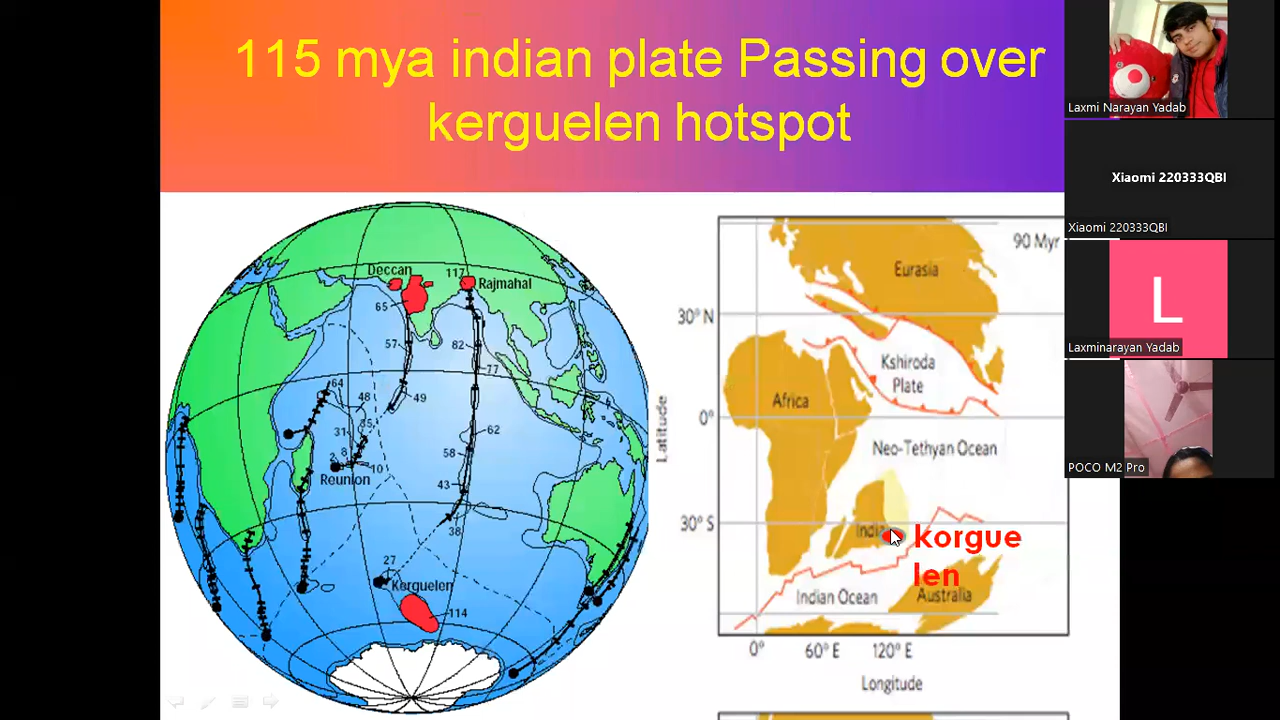 115 mya indian plate Passing over
kerguelen hotspot
Deccan
117
Rajmahal
65
57
82
77
49
64
48
35
31
8
2
10
Reunion
62
58
43
38
27
Kerguelen
114
90 Myr
Eurasia
30° N
Kshiroda
Plate
Africa
0°
Latitude
Neo-Tethyan Ocean
30° S
India
korgue
len
Indian Ocean
Australia
0°
60° E
120° E
Longitude
Laxmi Narayan Yadab
Xiaomi 220333QBI
Xiaomi 220333QBI
L
Laxminarayan Yadab
POCO M2 Pro